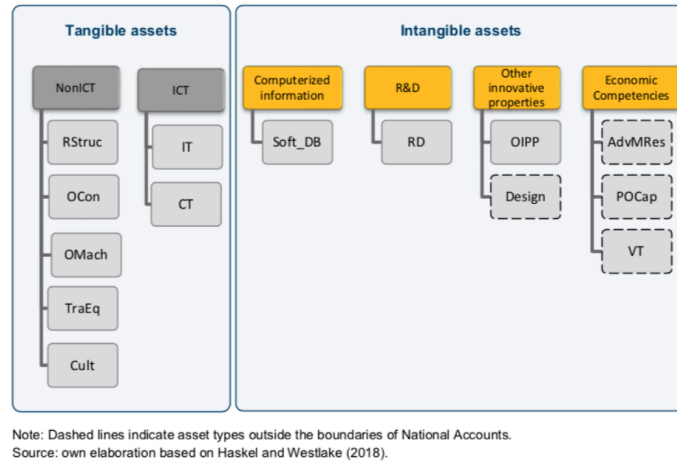 Tangible assets
NonICT
RStruc
OCon
OMach
TraEq
Cult
ICT
IT
CT
Intangible assets
Computerized
information
Soft_DB
R&D
RD
Other
innovative
properties
OIPP
Design
Economic
Competencies
AdvMRes
POCap
VT
Note: Dashed lines indicate asset types outside the boundaries of National Accounts.
Source: own elaboration based on Haskel and Westlake (2018).